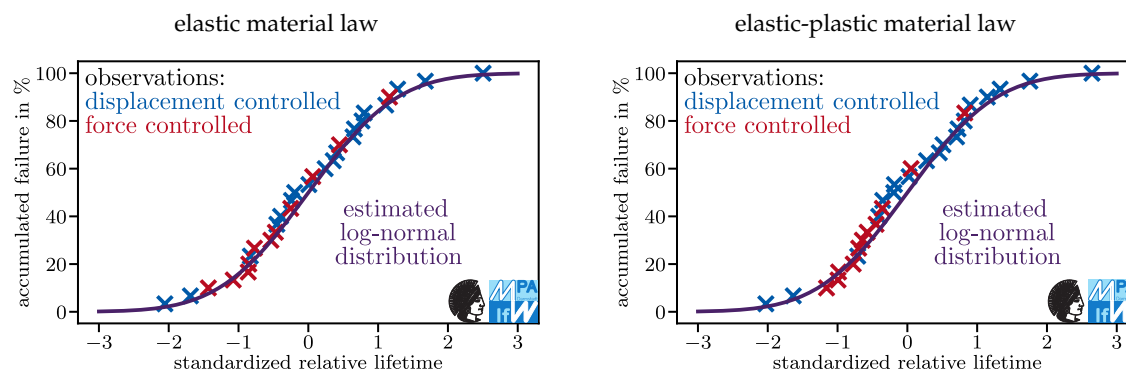 elastic material law
accumulated failure in %
100
80
60
40
20
0
observations:
displacement controlled
force controlled
estimated
log-normal
distribution
PA
If
−3 −2 −1 0 1 2 3
standardized relative lifetime
elastic-plastic material law
accumulated failure in %
100
80
60
40
20
0
observations:
displacement controlled
force controlled
estimated
log-normal
distribution
If
−3 −2 −1 0 1 2 3
standardized relative lifetime